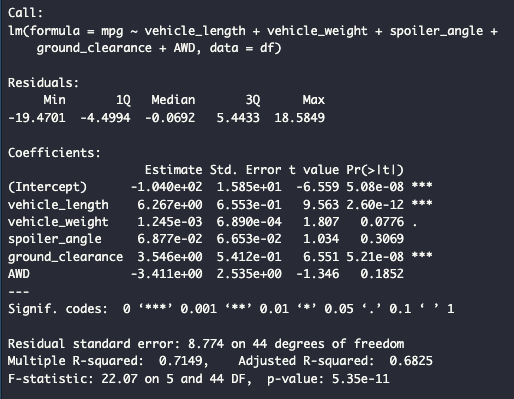 Call:
lm(formula = mpg ~ vehicle_length + vehicle_weight + spoiler_angle +
    ground_clearance + AWD, data = df)

Residuals:
     Min       1Q   Median       3Q      Max
-19.4701  -4.4994  -0.0692   5.4433  18.5849

Coefficients:
                   Estimate Std. Error t value Pr(>|t|)
(Intercept)      -1.040e+02  1.585e+01  -6.559 5.08e-08 ***
vehicle_length    6.267e+00  6.553e-01   9.563 2.60e-12 ***
vehicle_weight    1.245e-03  6.890e-04   1.807   0.0776 .
spoiler_angle     6.877e-02  6.653e-02   1.034   0.3069
ground_clearance  3.546e+00  5.412e-01   6.551 5.21e-08 ***
AWD              -3.411e+00  2.535e+00  -1.346   0.1852
---
Signif. codes:  0 ‘***’ 0.001 ‘**’ 0.01 ‘*’ 0.05 ‘.’ 0.1 ‘ ’ 1

Residual standard error: 8.774 on 44 degrees of freedom
Multiple R-squared:  0.7149,    Adjusted R-squared:  0.6825
F-statistic: 22.07 on 5 and 44 DF,  p-value: 5.35e-11